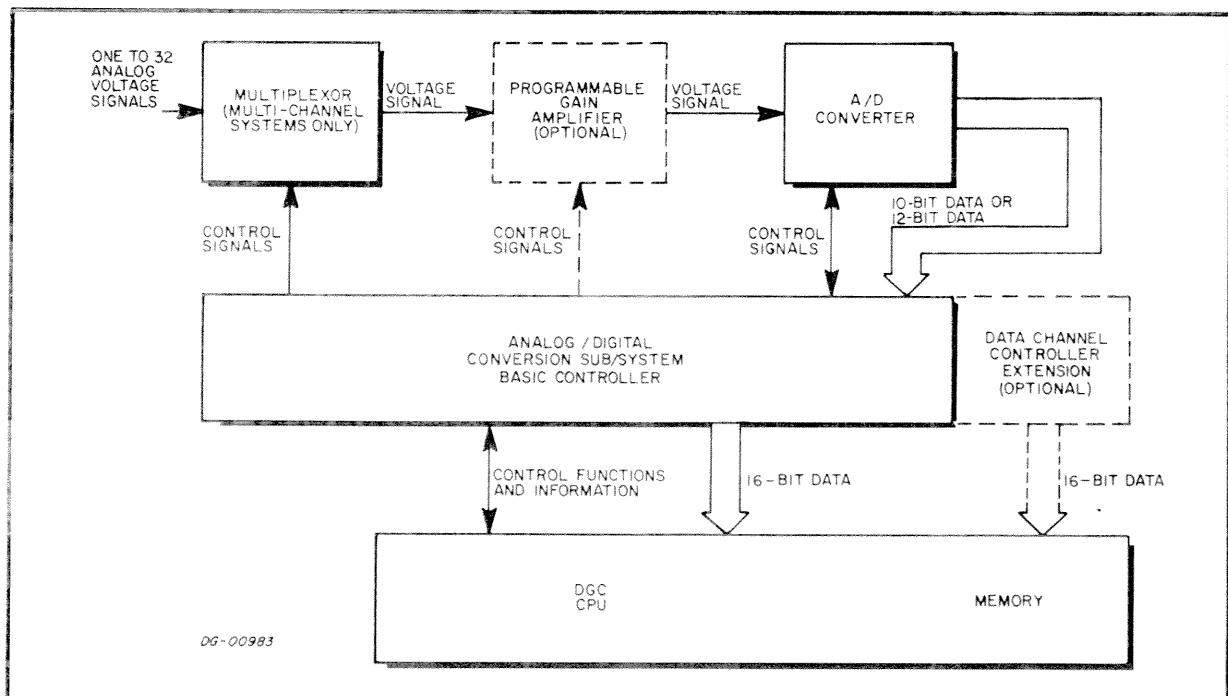 ONE TO 32
ANALOG
VOLTAGE
SIGNALS
MULTIPLEXOR
(MULTI-CHANNEL
SYSTEMS ONLY)
VOLTAGE
SIGNAL
PROGRAMMABLE
GAIN
AMPLIFIER
(OPTIONAL)
VOLTAGE
SIGNAL
A/D
CONVERTER
10-BIT DATA OR
12-BIT DATA
CONTROL
SIGNALS
CONTROL
SIGNALS
CONTROL
SIGNALS
ANALOG / DIGITAL
CONVERSION SUB/SYSTEM
BASIC CONTROLLER
DATA CHANNEL
CONTROLLER
EXTENSION
(OPTIONAL)
CONTROL FUNCTIONS
AND INFORMATION
16-BIT DATA
16-BIT DATA
DGC
CPU
MEMORY
DG-00983